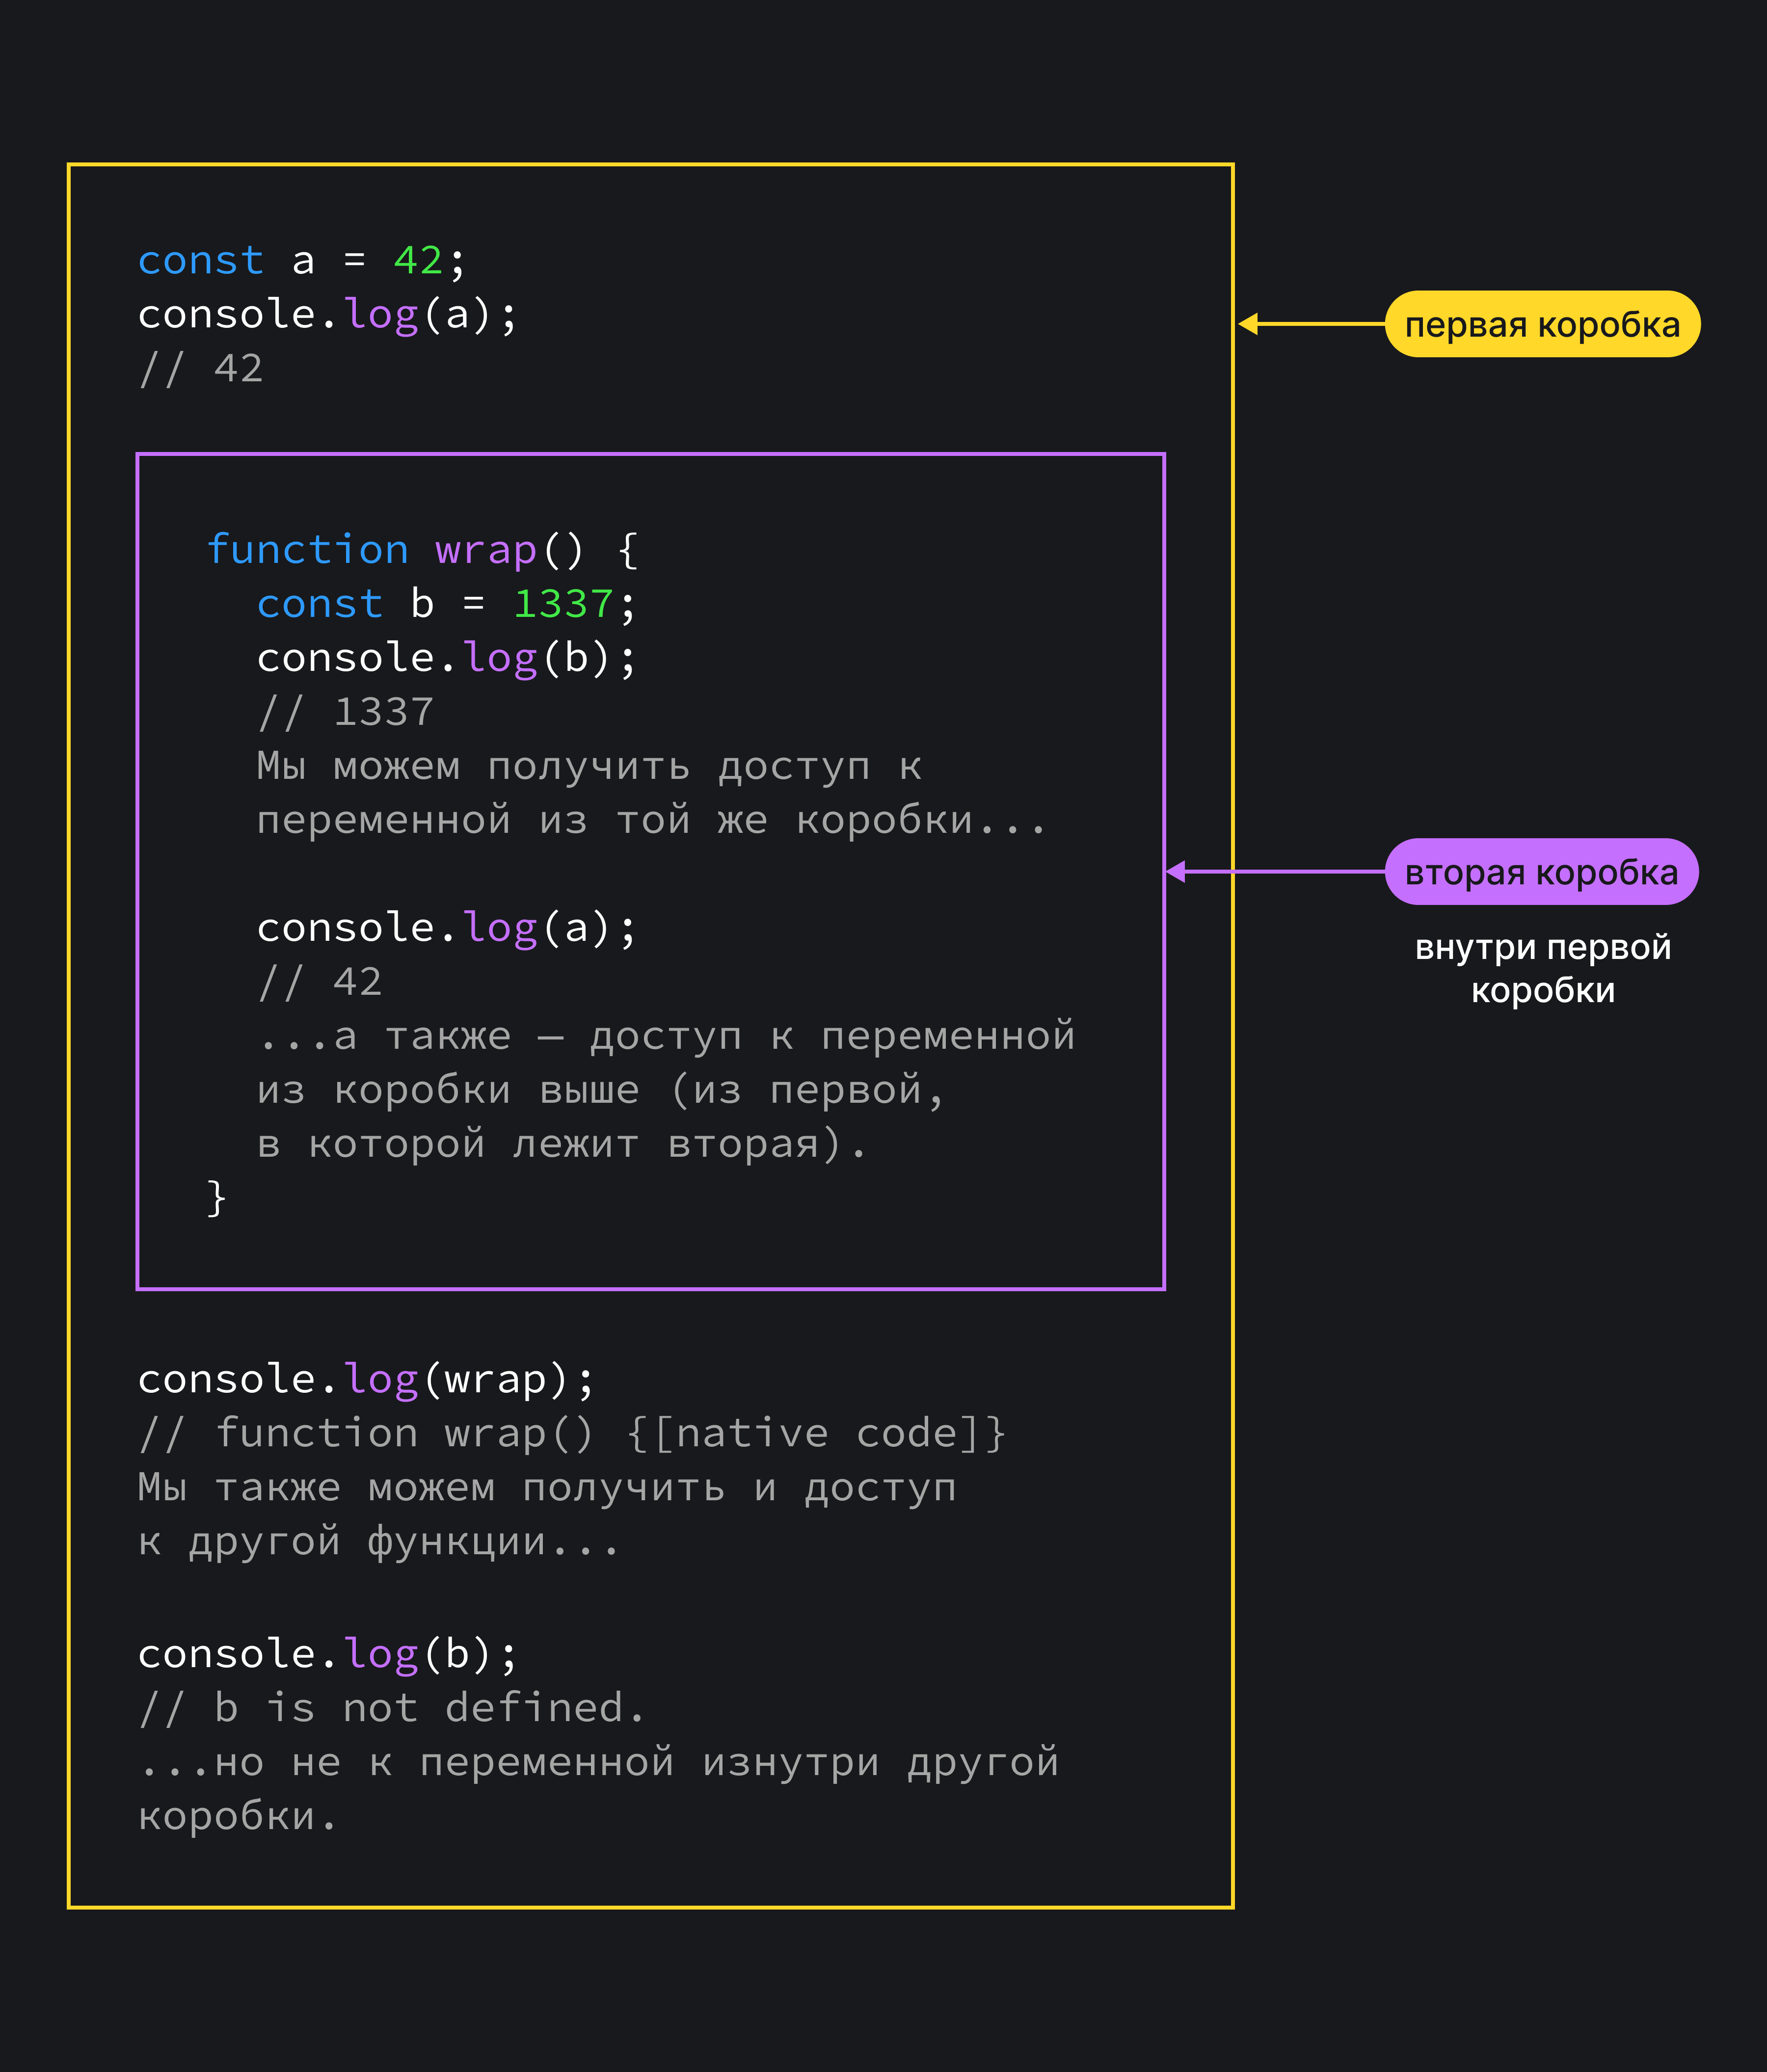 const a = 42;
console.log(a);
// 42
первая коробка
function wrap() {
const b = 1337;
console.log(b);
// 1337
Мы можем получить доступ к
переменной из той же коробки...
вторая коробка
внутри первой
коробки
console.log(a);
// 42
...а также — доступ к переменной
из коробки выше (из первой,
в которой лежит вторая).
}
console.log(wrap);
// function wrap() {[native code]}
Мы также можем получить и доступ
к другой функции...
console.log(b);
// b is not defined.
...но не к переменной изнутри другой
коробки.